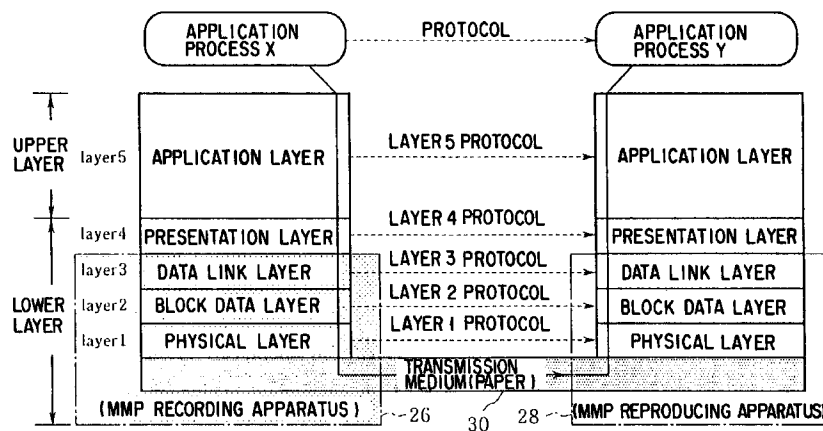 APPLICATION
PROCESS X
PROTOCOL
APPLICATION
PROCESS Y
UPPER
LAYER
layer5
APPLICATION LAYER
LAYER 5 PROTOCOL
APPLICATION LAYER
layer4
PRESENTATION LAYER
LAYER 4 PROTOCOL
PRESENTATION LAYER
LOWER
LAYER
layer3
DATA LINK LAYER
LAYER 3 PROTOCOL
DATA LINK LAYER
layer2
BLOCK DATA LAYER
LAYER 2 PROTOCOL
BLOCK DATA LAYER
layer1
PHYSICAL LAYER
LAYER 1 PROTOCOL
PHYSICAL LAYER
TRANSMISSION
MEDIUM(PAPER)
(MMP RECORDING APPARATUS)
26
30
28
(MMP REPRODUCING APPARATUS)